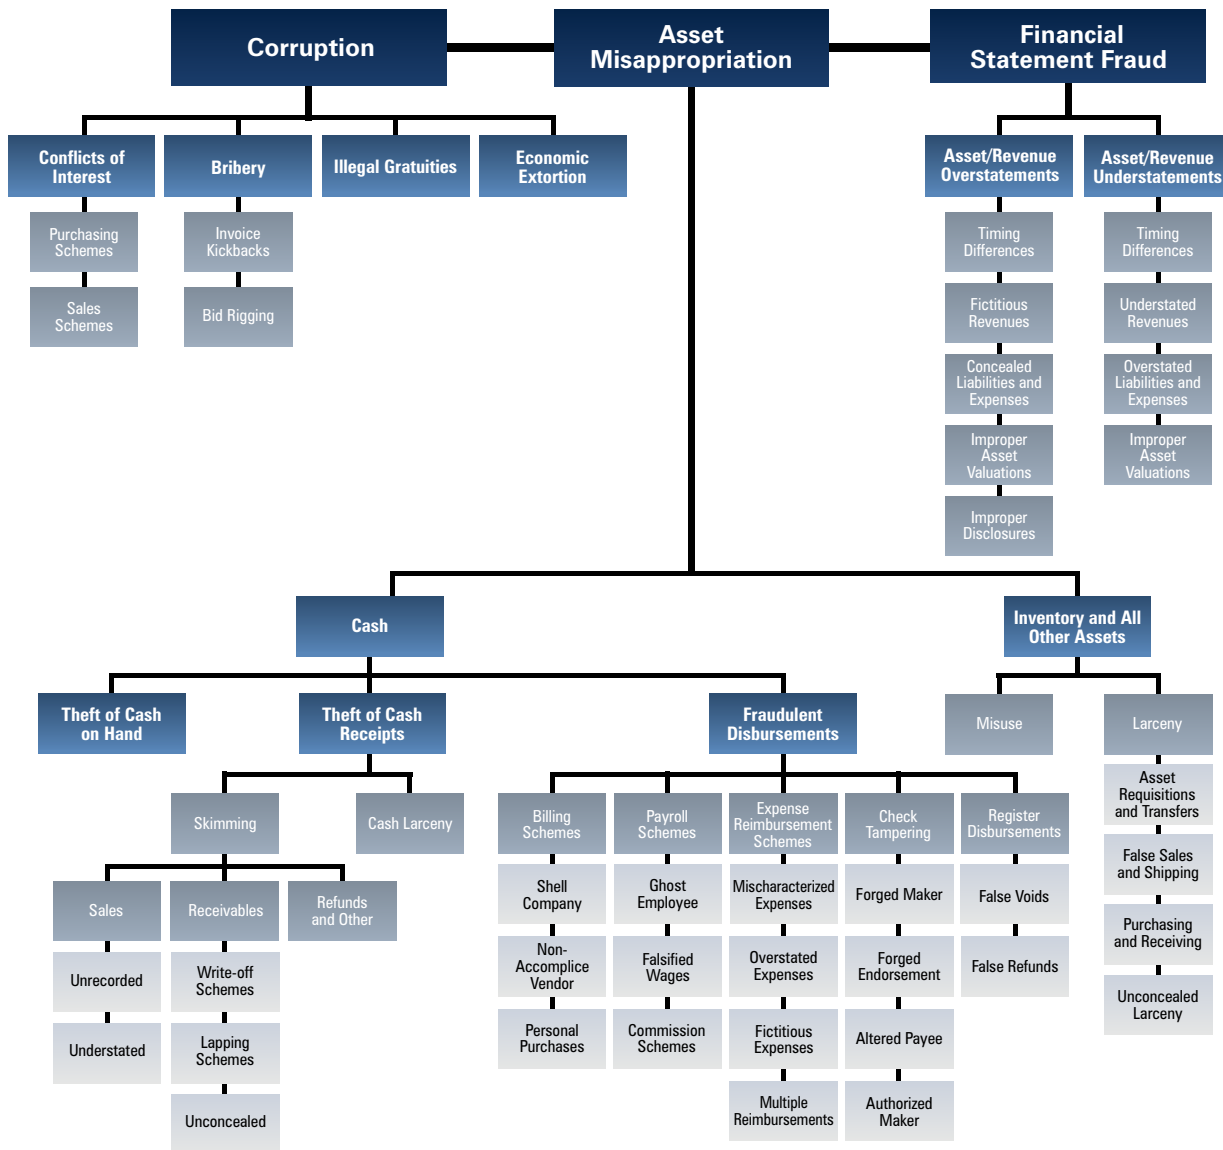 Corruption
Asset
Misappropriation
Financial
Statement Fraud
Conflicts of
Interest
Bribery
Illegal Gratuities
Economic
Extortion
Asset/Revenue
Overstatements
Asset/Revenue
Understatements
Purchasing
Schemes
Sales
Schemes
Invoice
Kickbacks
Bid Rigging
Timing
Differences
Fictitious
Revenues
Concealed
Liabilities and
Expenses
Improper
Asset
Valuations
Improper
Disclosures
Timing
Differences
Understated
Revenues
Overstated
Liabilities and
Expenses
Improper
Asset
Valuations
Cash
Inventory and All
Other Assets
Theft of Cash
on Hand
Theft of Cash
Receipts
Fraudulent
Disbursements
Misuse
Larceny
Skimming
Cash Larceny
Sales
Receivables
Refunds
and Other
Unrecorded
Understated
Write-off
Schemes
Lapping
Schemes
Unconcealed
Billing
Schemes
Shell
Company
Non-
Accomplice
Vendor
Personal
Purchases
Payroll
Schemes
Ghost
Employee
Falsified
Wages
Commission
Schemes
Expense
Reimbursement
Schemes
Mischaracterized
Expenses
Overstated
Expenses
Fictitious
Expenses
Multiple
Reimbursements
Check
Tampering
Forged Maker
Forged
Endorsement
Altered Payee
Authorized
Maker
Register
Disbursements
False Voids
False Refunds
Asset
Requisitions
and Transfers
False Sales
and Shipping
Purchasing
and Receiving
Unconcealed
Larceny